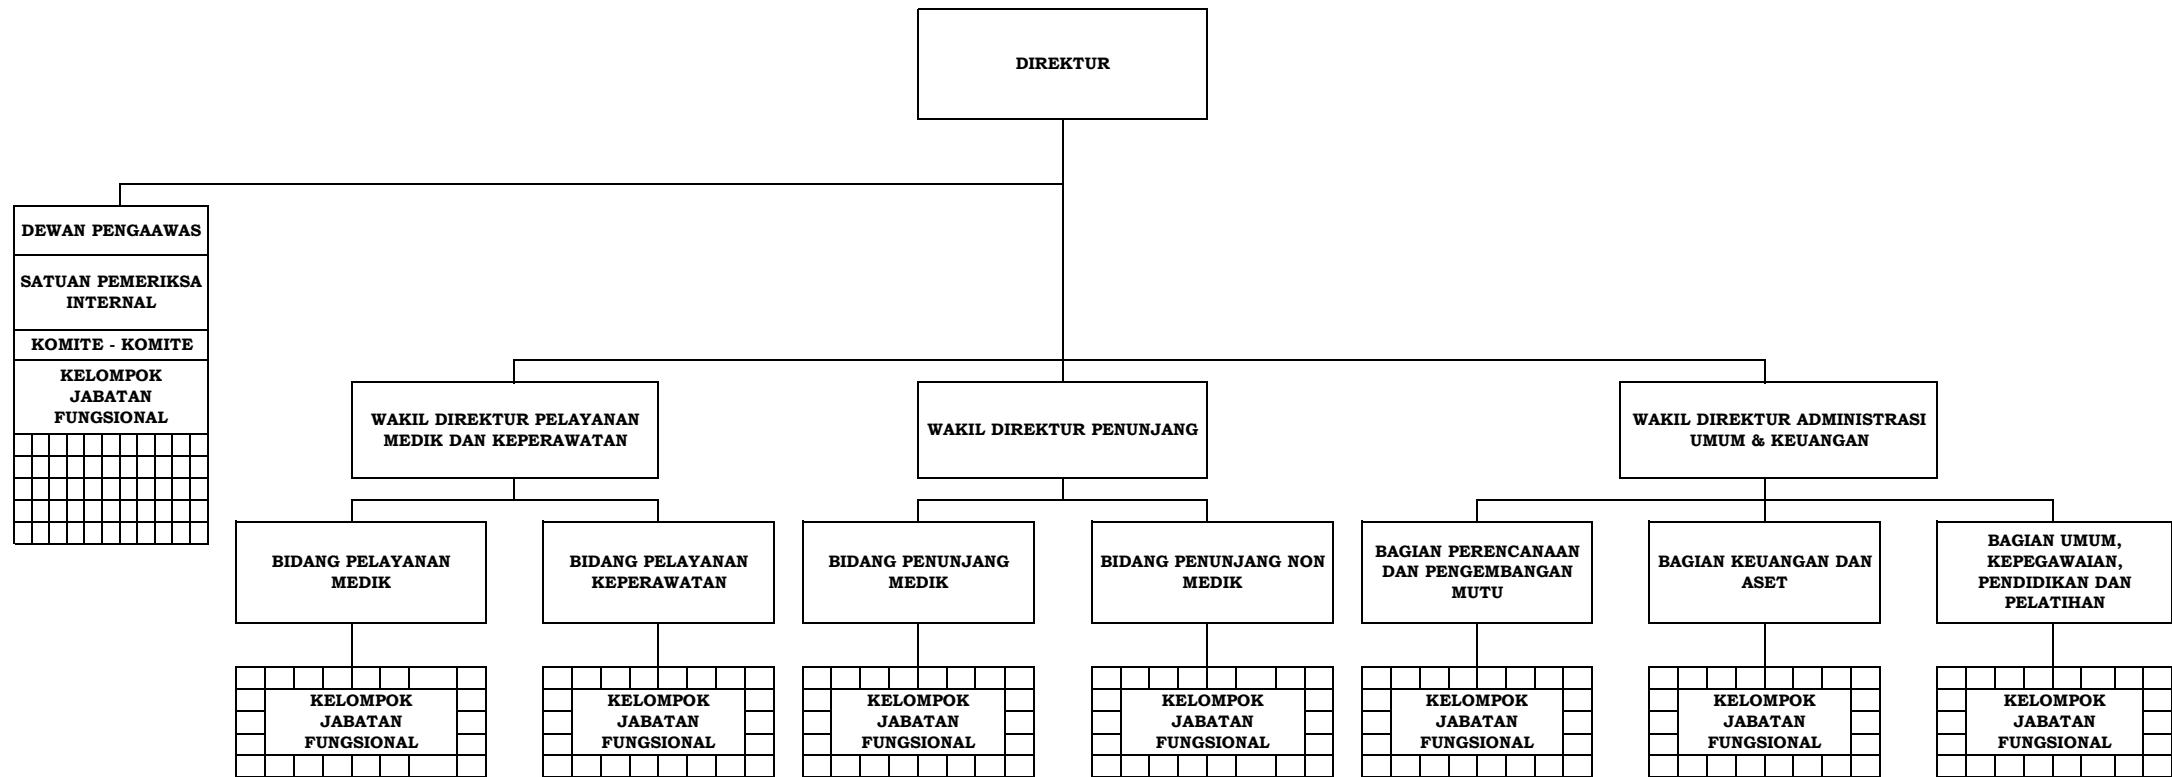 DIREKTUR
DEWAN PENGAAWAS
SATUAN PEMERIKSA
INTERNAL
KOMITE - KOMITE
KELOMPOK
JABATAN
FUNGSIONAL
WAKIL DIREKTUR PELAYANAN
MEDIK DAN KEPERAWATAN
WAKIL DIREKTUR PENUNJANG
WAKIL DIREKTUR ADMINISTRASI
UMUM & KEUANGAN
BIDANG PELAYANAN
MEDIK
BIDANG PELAYANAN
KEPERAWATAN
BIDANG PENUNJANG
MEDIK
BIDANG PENUNJANG NON
MEDIK
BAGIAN PERENCANAAN
DAN PENGEMBANGAN
MUTU
BAGIAN KEUANGAN DAN
ASET
BAGIAN UMUM,
KEPEGAWAIAN,
PENDIDIKAN DAN
PELATIHAN
KELOMPOK
JABATAN
FUNGSIONAL
KELOMPOK
JABATAN
FUNGSIONAL
KELOMPOK
JABATAN
FUNGSIONAL
KELOMPOK
JABATAN
FUNGSIONAL
KELOMPOK
JABATAN
FUNGSIONAL
KELOMPOK
JABATAN
FUNGSIONAL
KELOMPOK
JABATAN
FUNGSIONAL